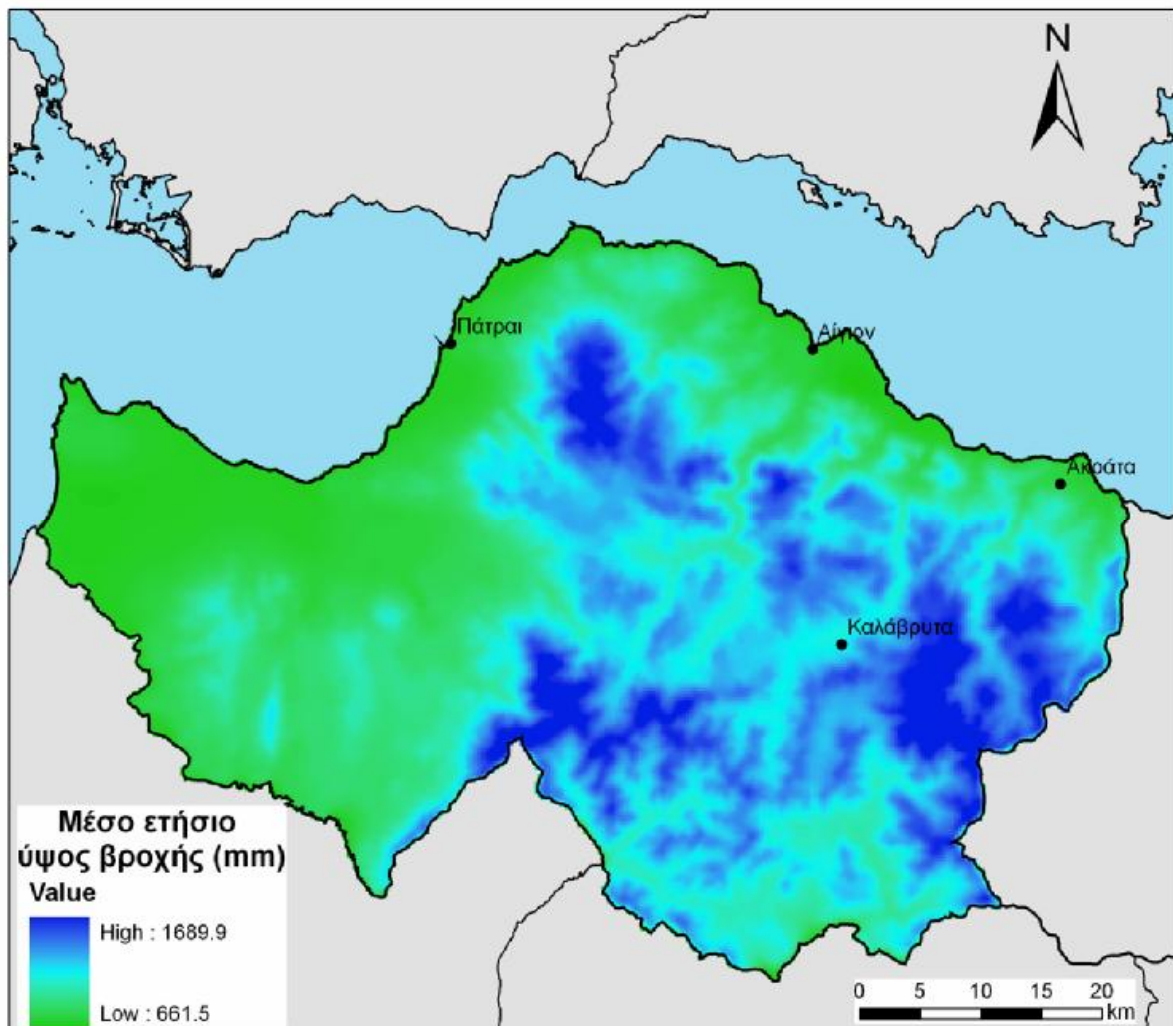 N
Πάτραι
Αίγιον
Ακράτα
Καλάβρυτα
Μέσο ετήσιο
ύψος βροχής (mm)
Value
High : 1689.9
Low : 661.5
0 5 10 15 20
km